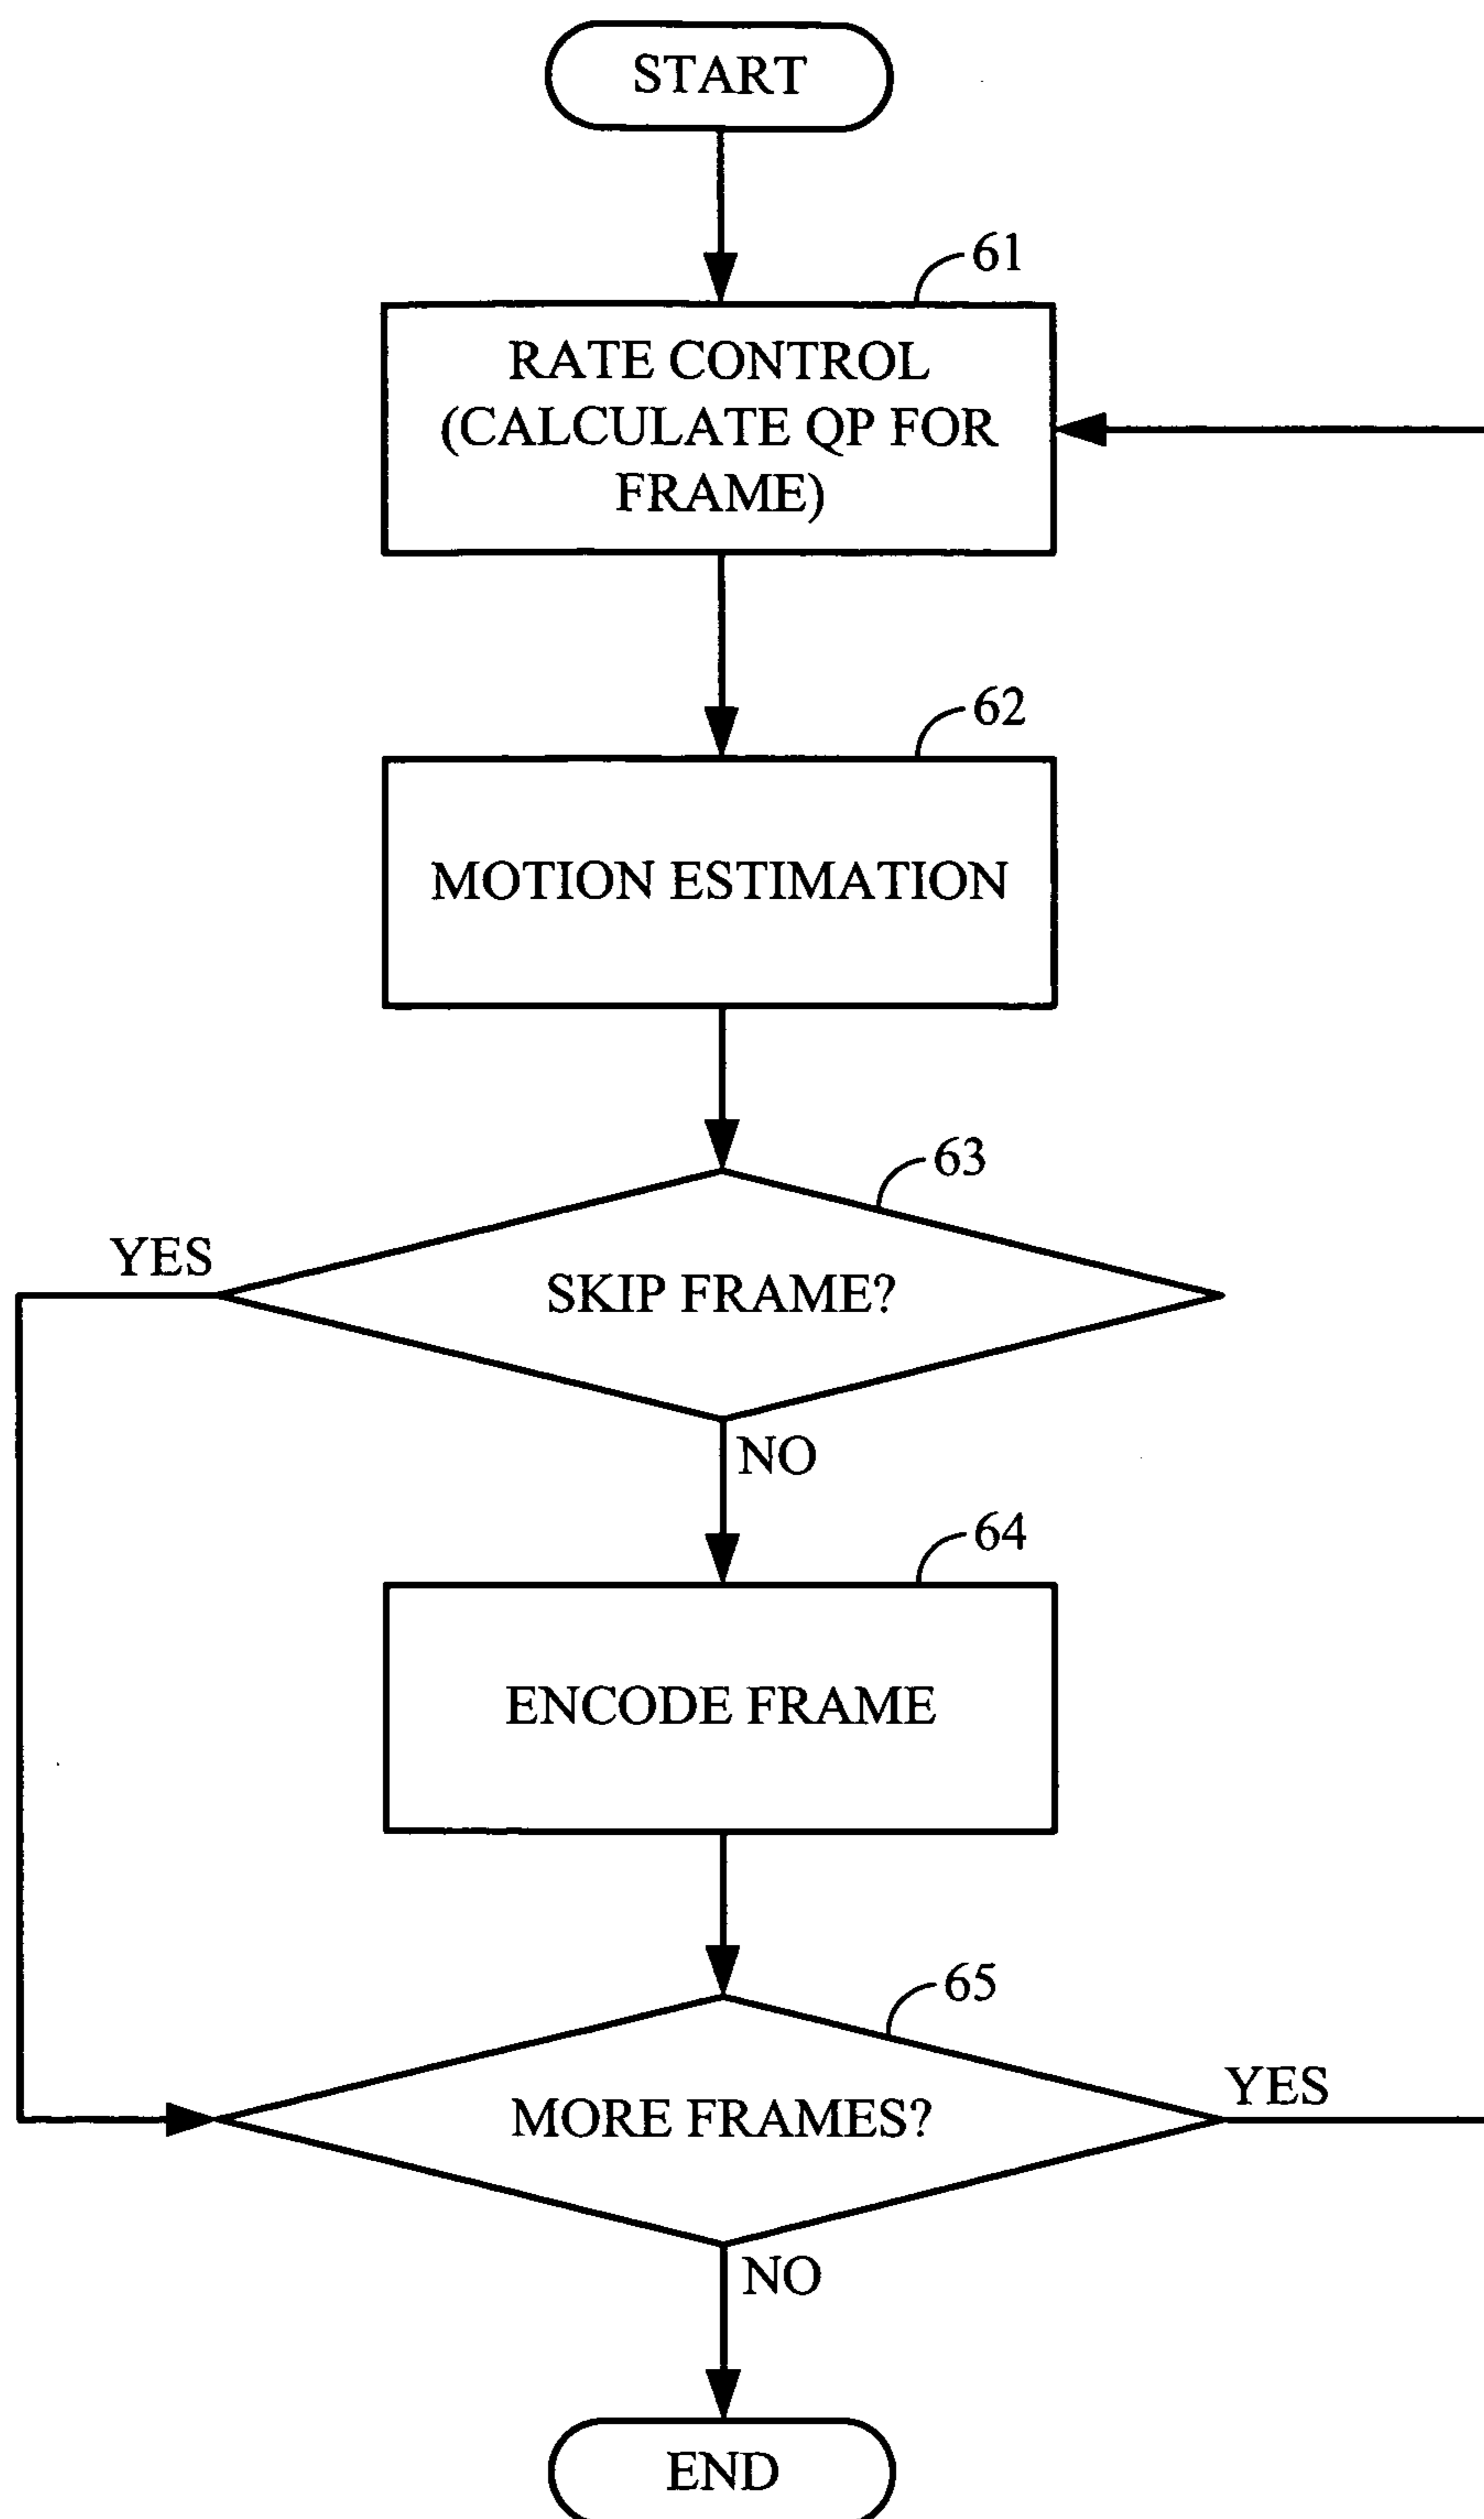 START
61
RATE CONTROL
(CALCULATE QP FOR
FRAME)
62
MOTION ESTIMATION
63
YES
SKIP FRAME?
NO
64
ENCODE FRAME
65
YES
MORE FRAMES?
NO
END